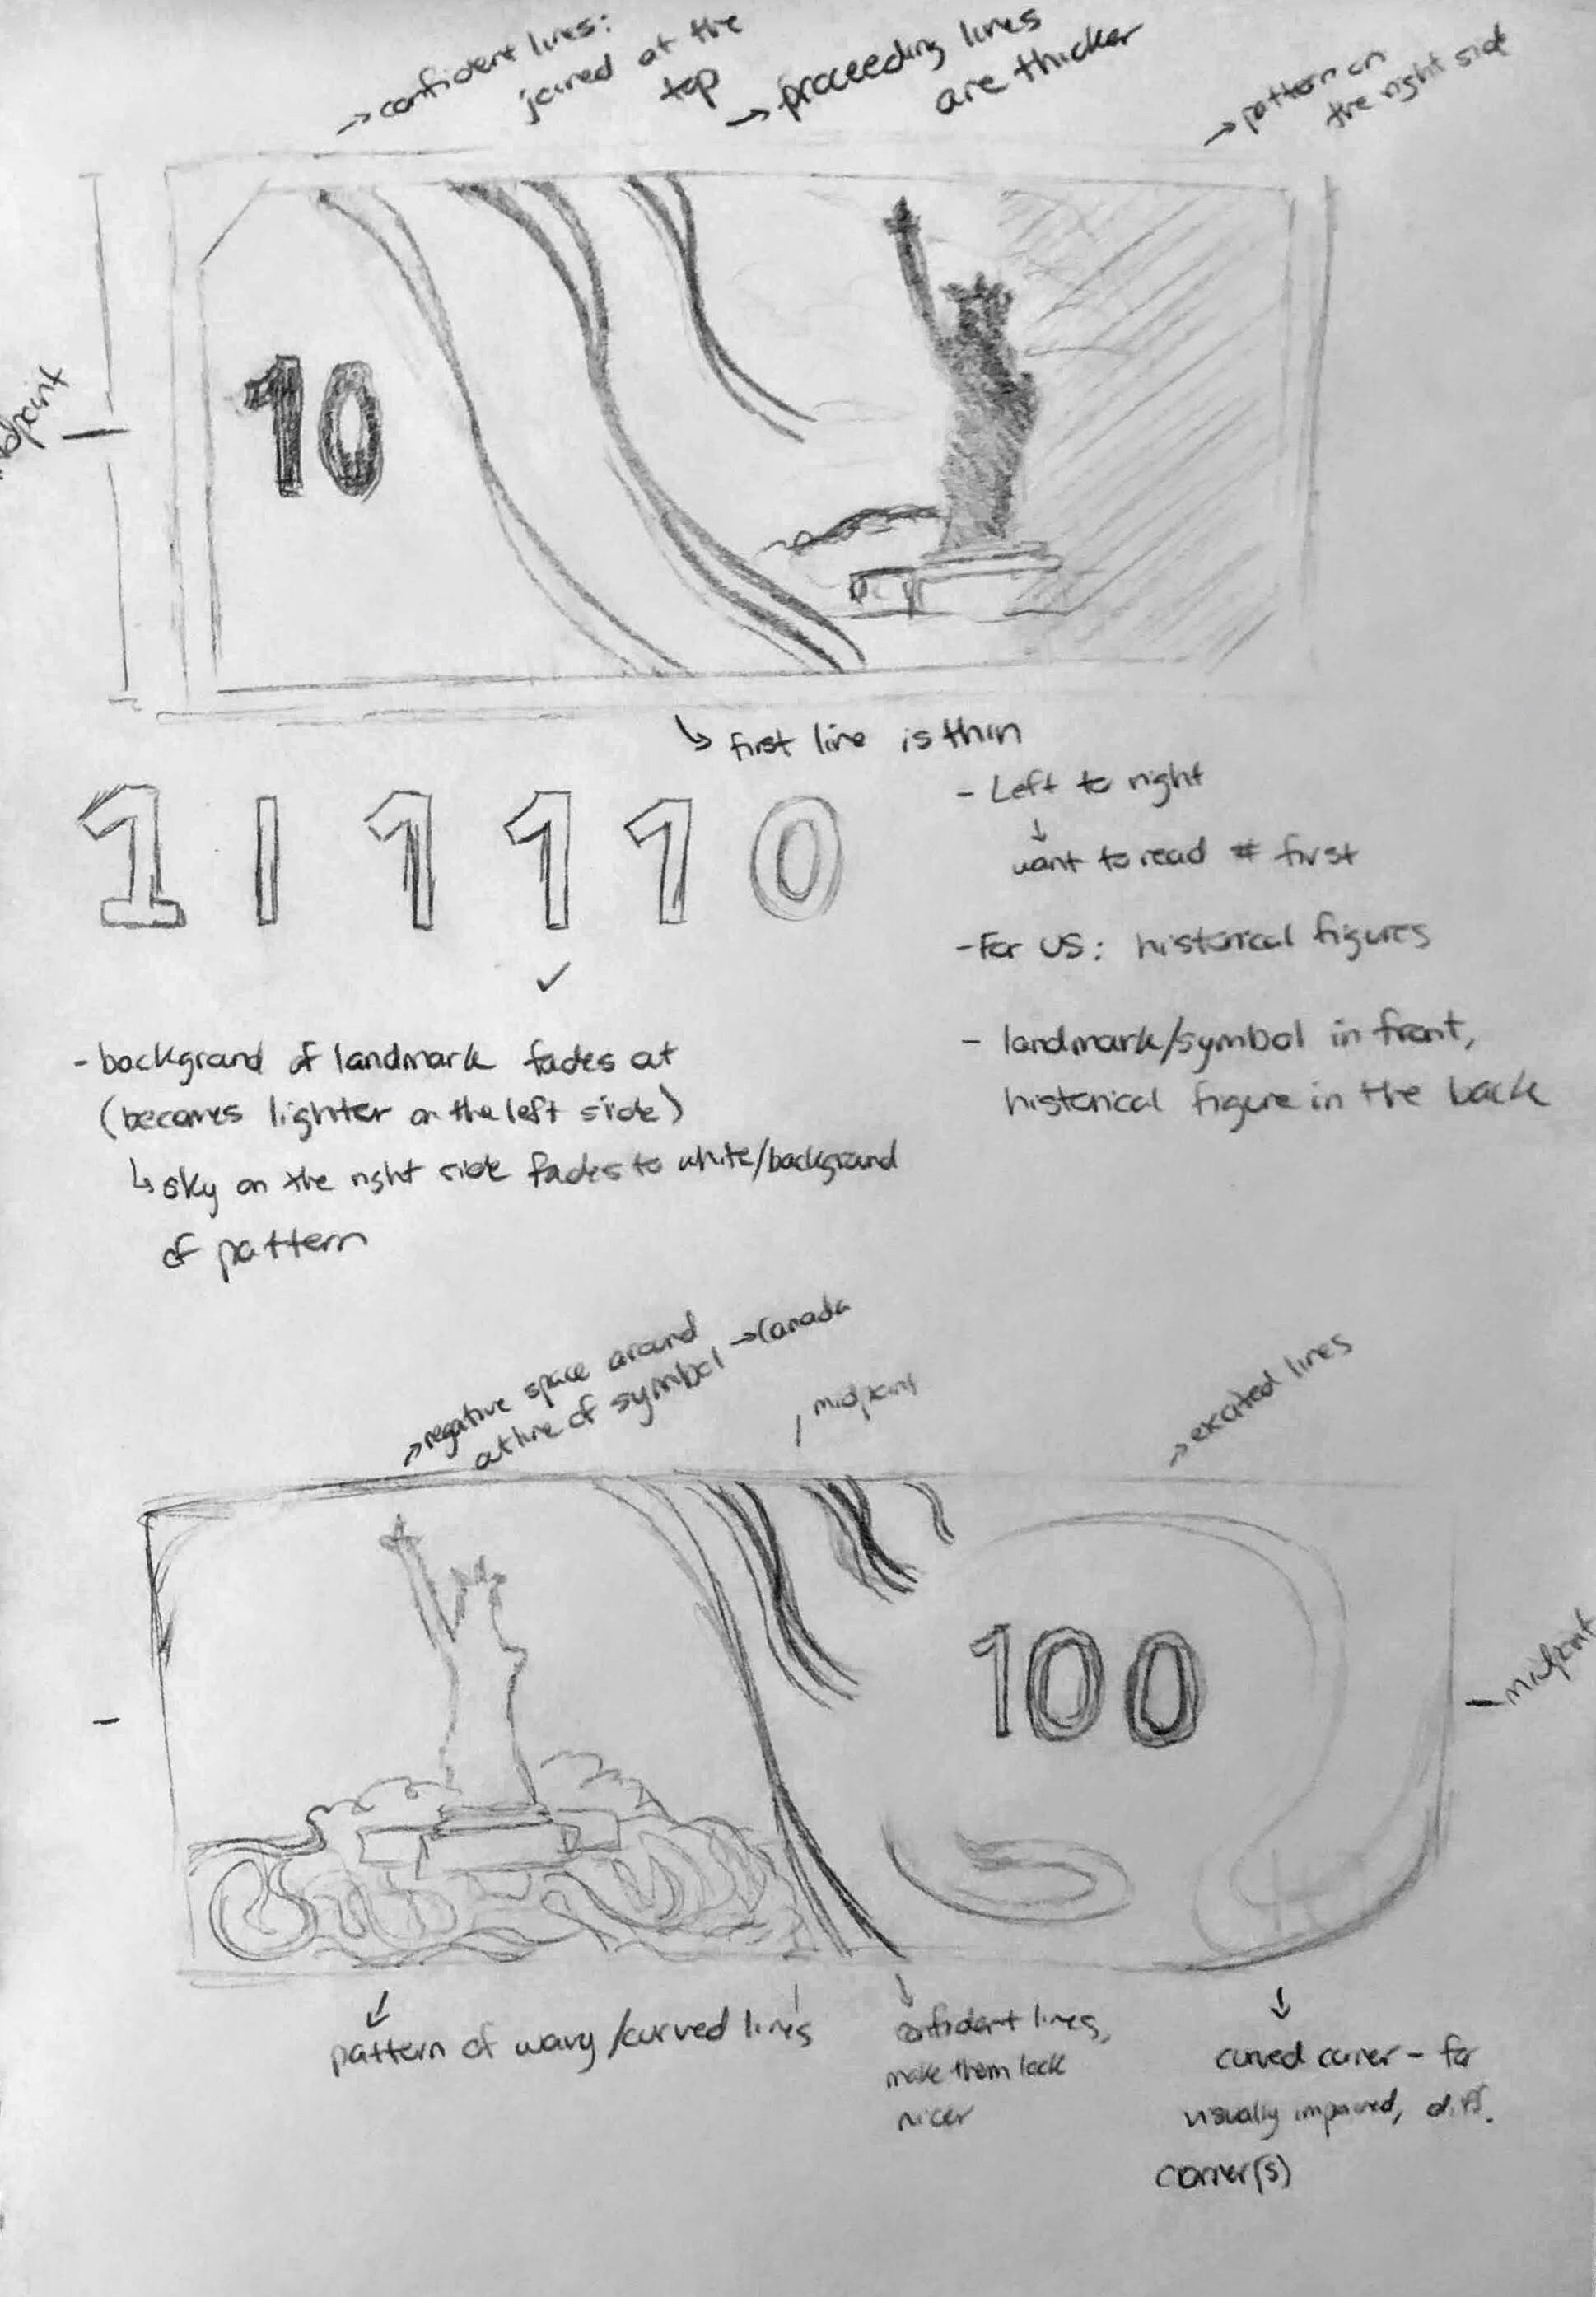 → confident lines:
joined at the
top
→ proceeding lines
are thicker
→ pattern on
the right side
10
↳ first line is thin
1 1 1 1 1 0
- Left to right
↓
want to read # first
- For US: historical figures
- landmark/symbol in front,
historical figure in the back
- background of landmark fades at
(becomes lighter on the left side)
↳ sky on the right side fades to white/background
of pattern
→ negative space around
outline of symbol → Canada
midpoint
→ excited lines
100
midpoint
pattern of wavy/curved lines
confident lines,
make them look
nicer
curved corner - for
visually impaired, diff.
corner(s)